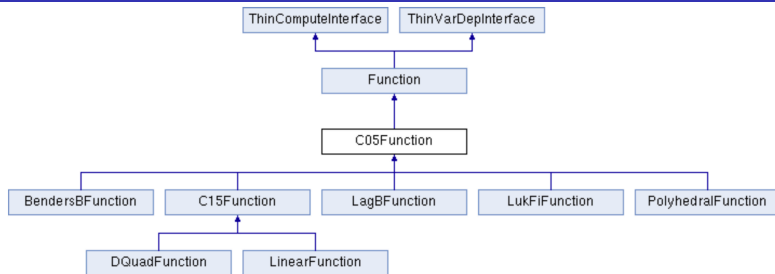 ThinComputeInterface ThinVarDepInterface
Function
C05Function
BendersBFunction C15Function LagBFunction LukFiFunction PolyhedralFunction
DQuadFunction LinearFunction